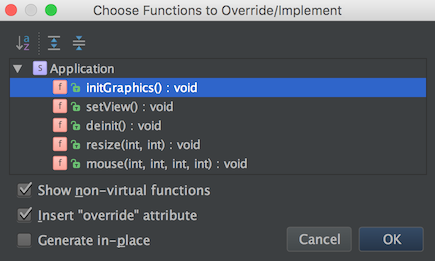 Choose Functions to Override/Implement
a
z
S Application
f initGraphics() : void
f setView() : void
f deinit() : void
f resize(int, int) : void
f mouse(int, int, int, int) : void
Show non-virtual functions
Insert "override" attribute
Generate in-place
Cancel OK